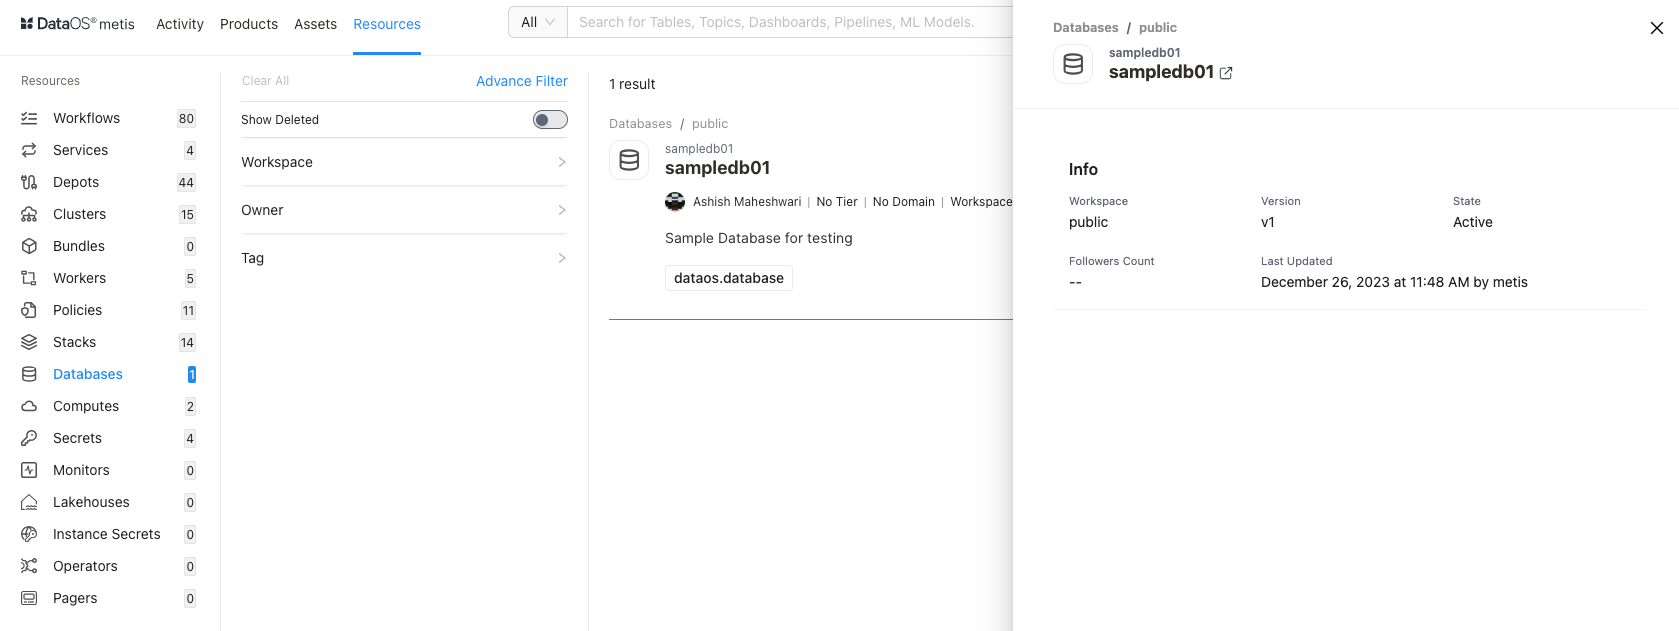 DataOS® metis Activity Products Assets Resources
All Search for Tables, Topics, Dashboards, Pipelines, ML Models.
Resources
Workflows 80
Services 4
Depots 44
Clusters 15
Bundles 0
Workers 5
Policies 11
Stacks 14
Databases 1
Computes 2
Secrets 4
Monitors 0
Lakehouses 0
Instance Secrets 0
Operators 0
Pagers 0
Clear All Advance Filter
Show Deleted
Workspace
Owner
Tag
1 result
Databases / public
sampledb01
sampledb01
Ashish Maheshwari | No Tier | No Domain | Workspace
Sample Database for testing
dataos.database
Databases / public
sampledb01
sampledb01
Info
Workspace Version State
public v1 Active
Followers Count Last Updated
-- December 26, 2023 at 11:48 AM by metis